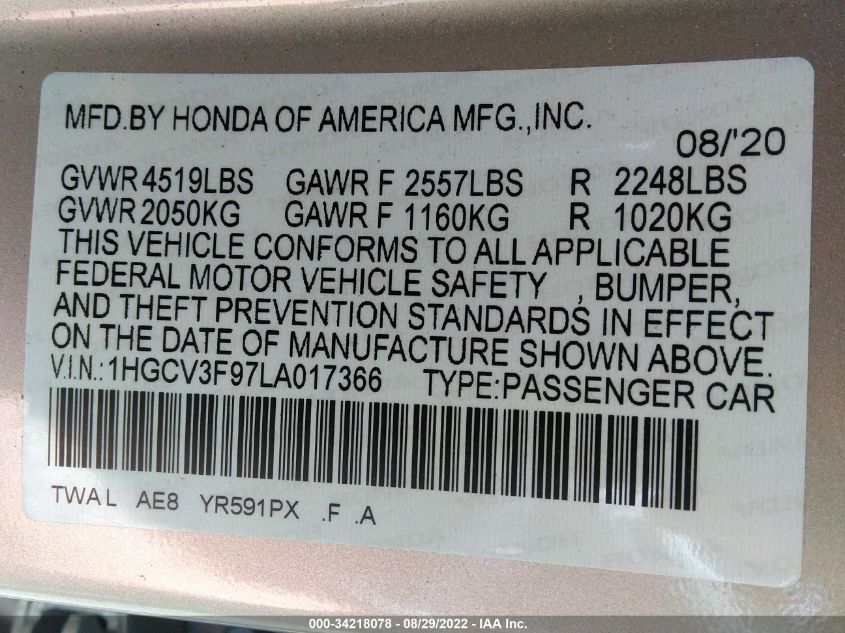 MFD.BY HONDA OF AMERICA MFG.,INC.
08/'20
GVWR 4519LBS GAWR F 2557LBS R 2248LBS
GVWR 2050KG GAWR F 1160KG R 1020KG
THIS VEHICLE CONFORMS TO ALL APPLICABLE
FEDERAL MOTOR VEHICLE SAFETY , BUMPER,
AND THEFT PREVENTION STANDARDS IN EFFECT
ON THE DATE OF MANUFACTURE SHOWN ABOVE.
V.I.N.:1HGCV3F97LA017366 TYPE:PASSENGER CAR
TWAL AE8 YR591PX .F .A
000-34218078 - 08/29/2022 - IAA Inc.